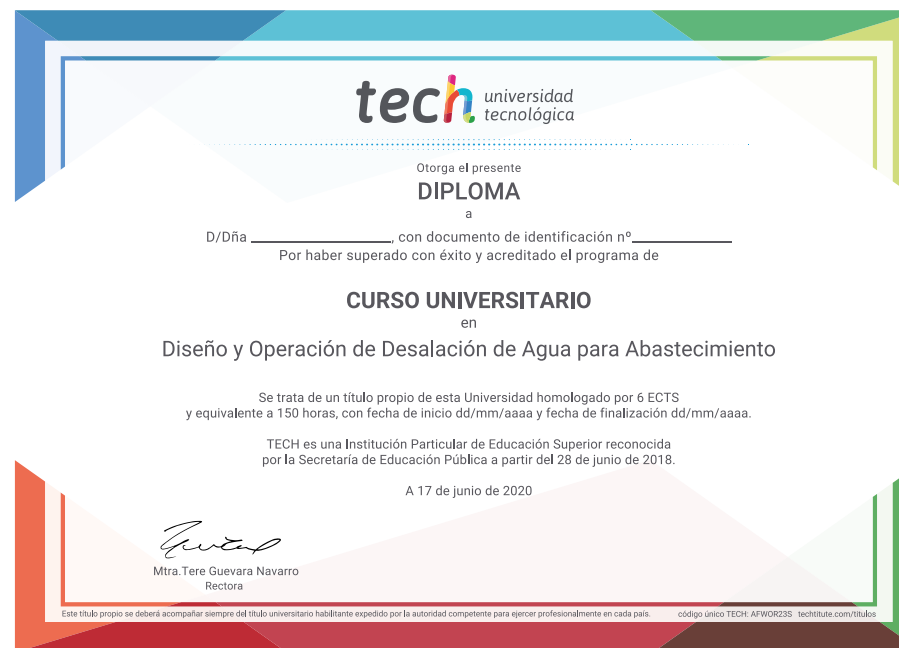 tech universidad
tecnológica
Otorga el presente
DIPLOMA
a
D/Dña ____________________, con documento de identificación nº______________
Por haber superado con éxito y acreditado el programa de
CURSO UNIVERSITARIO
en
Diseño y Operación de Desalación de Agua para Abastecimiento
Se trata de un título propio de esta Universidad homologado por 6 ECTS
y equivalente a 150 horas, con fecha de inicio dd/mm/aaaa y fecha de finalización dd/mm/aaaa.
TECH es una Institución Particular de Educación Superior reconocida
por la Secretaría de Educación Pública a partir del 28 de junio de 2018.
A 17 de junio de 2020
Mtra.Tere Guevara Navarro
Rectora
Este título propio se deberá acompañar siempre del título universitario habilitante expedido por la autoridad competente para ejercer profesionalmente en cada país. código único TECH: AFWOR23S techtitute.com/titulos